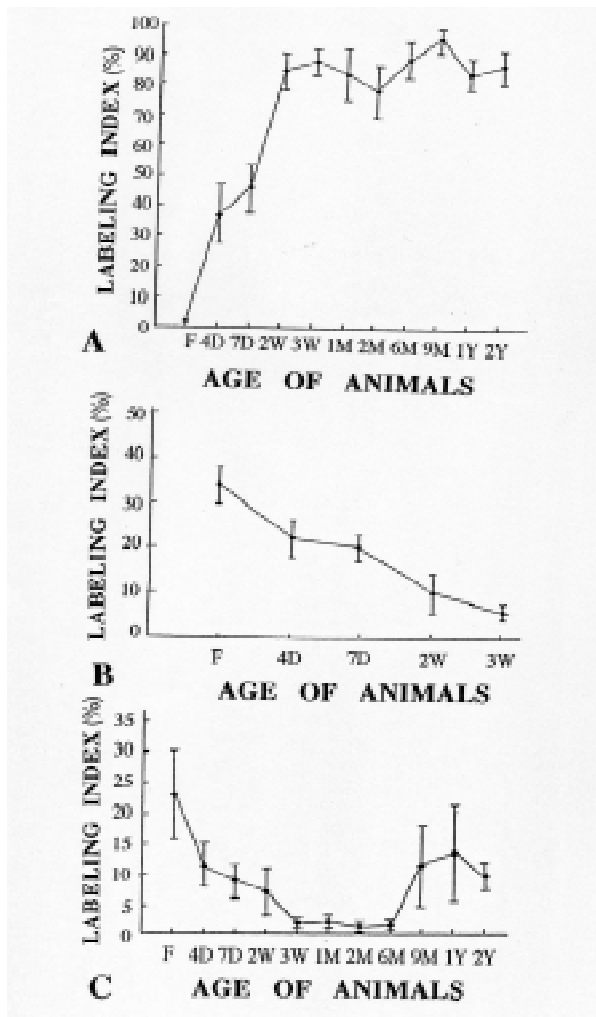 LABELING INDEX (%)
100
90
80
70
60
50
40
30
20
10
0
A
F 4D 7D 2W 3W 1M 2M 6M 9M 1Y 2Y
AGE OF ANIMALS
LABELING INDEX (%)
50
40
30
20
10
0
B
F 4D 7D 2W 3W
AGE OF ANIMALS
LABELING INDEX (%)
35
30
25
20
15
10
5
0
F 4D 7D 2W 3W 1M 2M 6M 9M 1Y 2Y
C
AGE OF ANIMALS